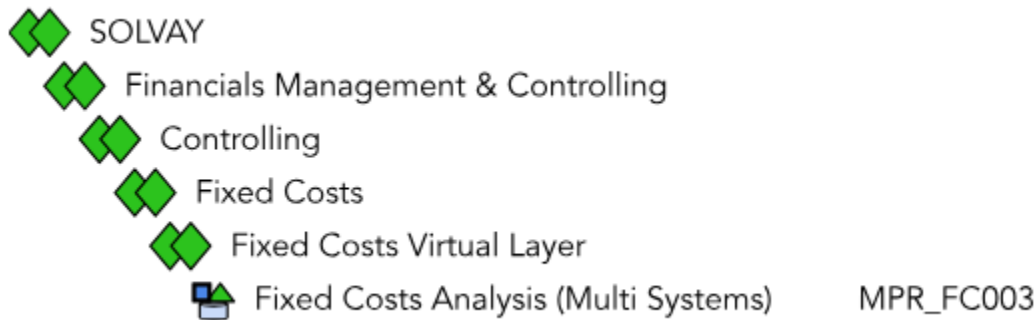 SOLVAY
Financials Management & Controlling
Controlling
Fixed Costs
Fixed Costs Virtual Layer
Fixed Costs Analysis (Multi Systems) MPR_FC003